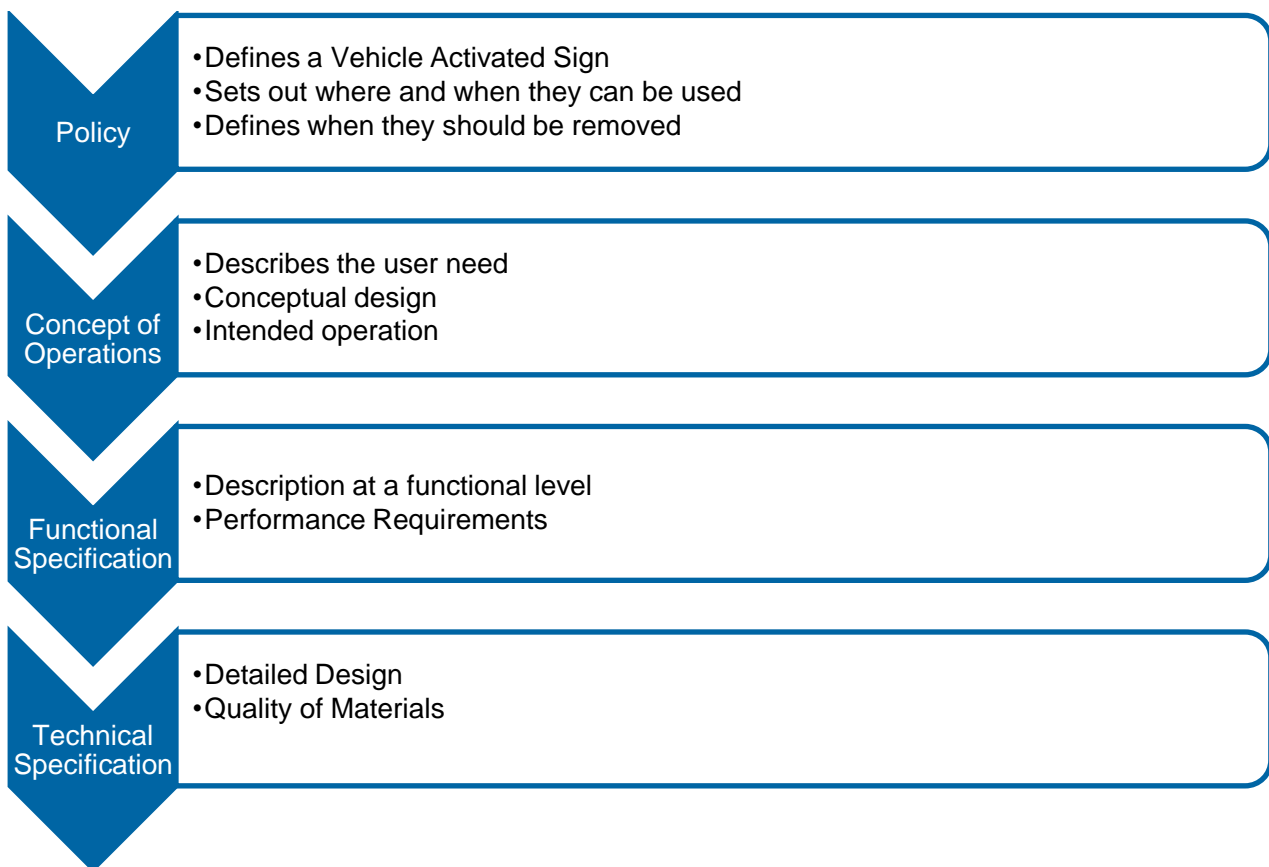 Policy
•Defines a Vehicle Activated Sign
•Sets out where and when they can be used
•Defines when they should be removed
Concept of
Operations
•Describes the user need
•Conceptual design
•Intended operation
Functional
Specification
•Description at a functional level
•Performance Requirements
Technical
Specification
•Detailed Design
•Quality of Materials